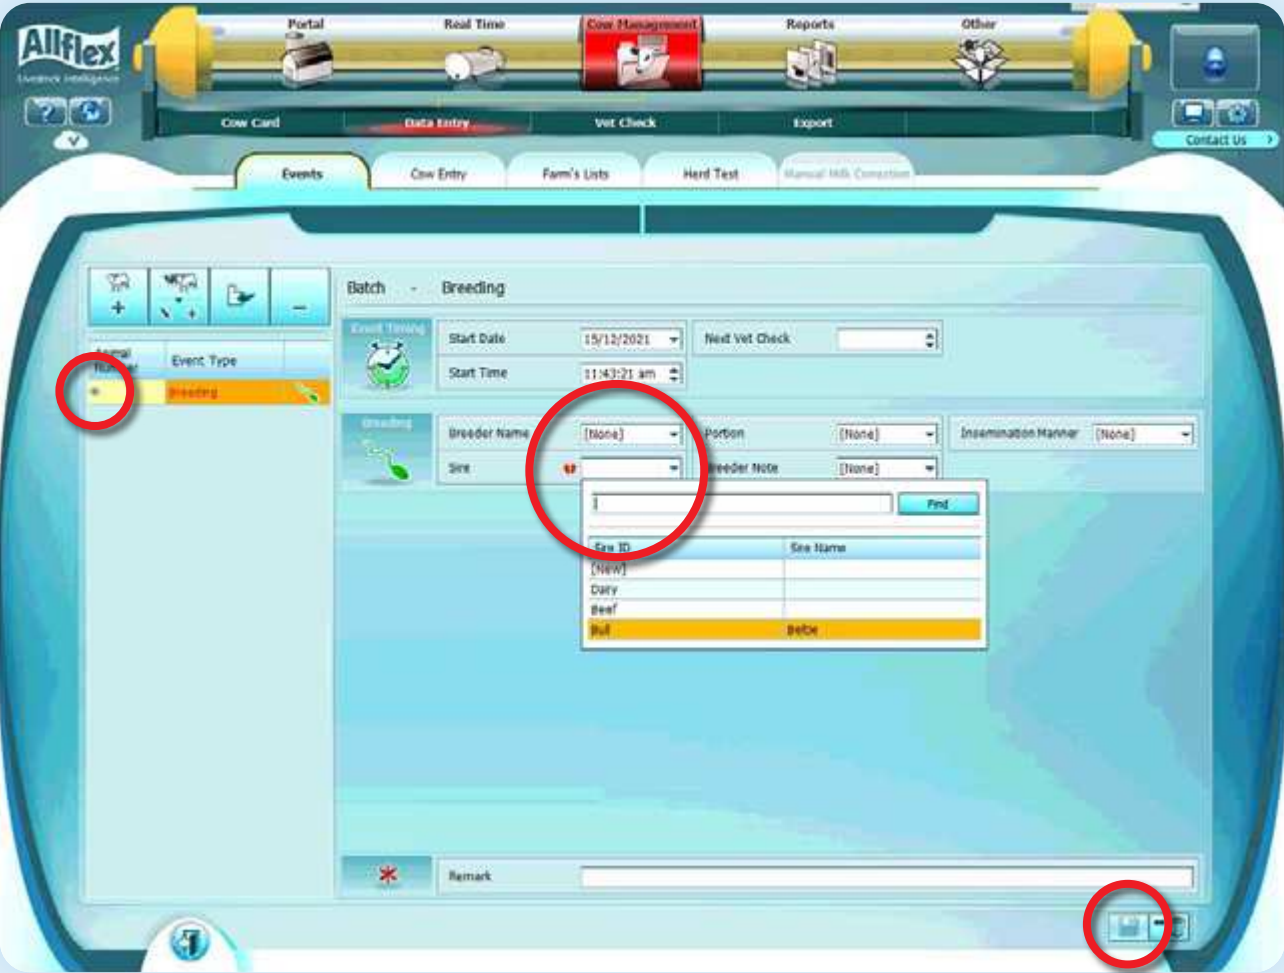 Allflex
Livestock Intelligence
Portal
Real Time
Cow Management
Reports
Other
Contact Us
Cow Card
Data Entry
Vet Check
Export
Events
Cow Entry
Farm's Lists
Herd Test
Manual Milk Correction
Batch - Breeding
Event Timing
Start Date
15/12/2021
Next Vet Check
Start Time
11:43:21 am
Animal Number
Event Type
Breeding
Breeding
Breeder Name
[None]
Portion
[None]
Insemination Manner
[None]
Sire
Breeder Note
[None]
Find
Sire ID
Sire Name
[New]
Dairy
Beef
Bull
Remark